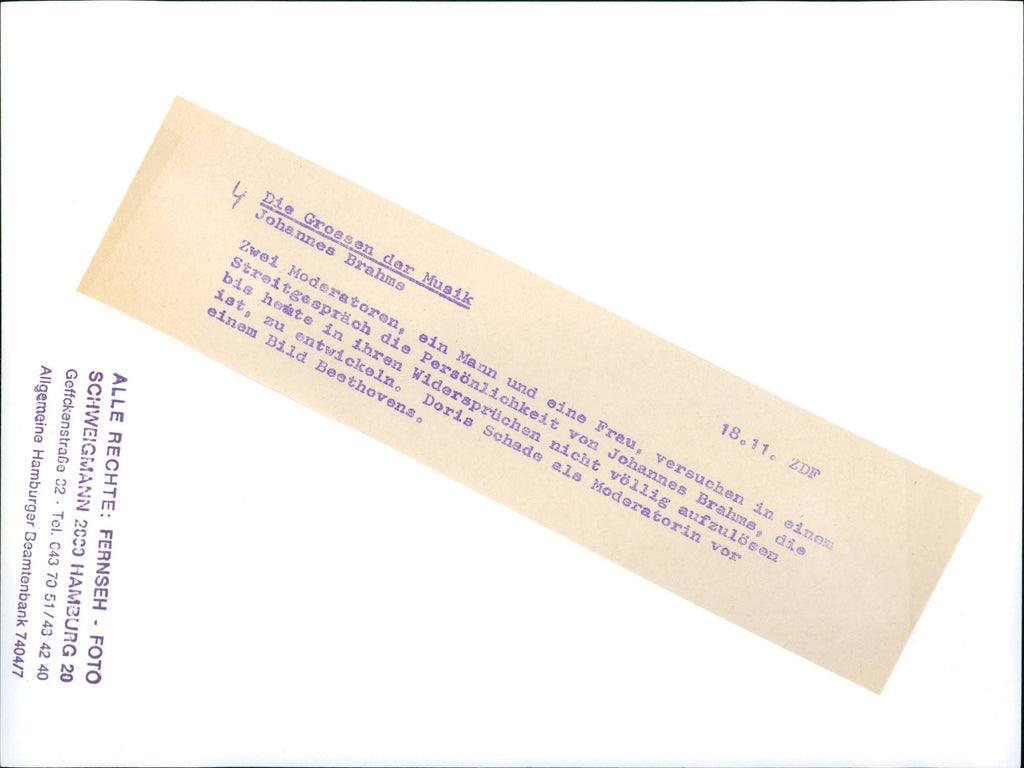 4 Die Grossen der Musik
Johannes Brahms
18.11. ZDF
Zwei Moderatoren, ein Mann und eine Frau, versuchen in einem
Streitgespräch die Persönlichkeit von Johannes Brahms, die
bis heute in ihren Widersprüchen nicht völlig aufzulösen
ist, zu entwickeln. Doris Schade als Moderatorin vor
einem Bild Beethovens.
ALLE RECHTE: FERNSEH - FOTO
SCHWEIGMANN 2000 HAMBURG 20
Geffckenstraße 32 · Tel. 043 70 51 / 43 42 40
Allgemeine Hamburger Beamtenbank 7404/7